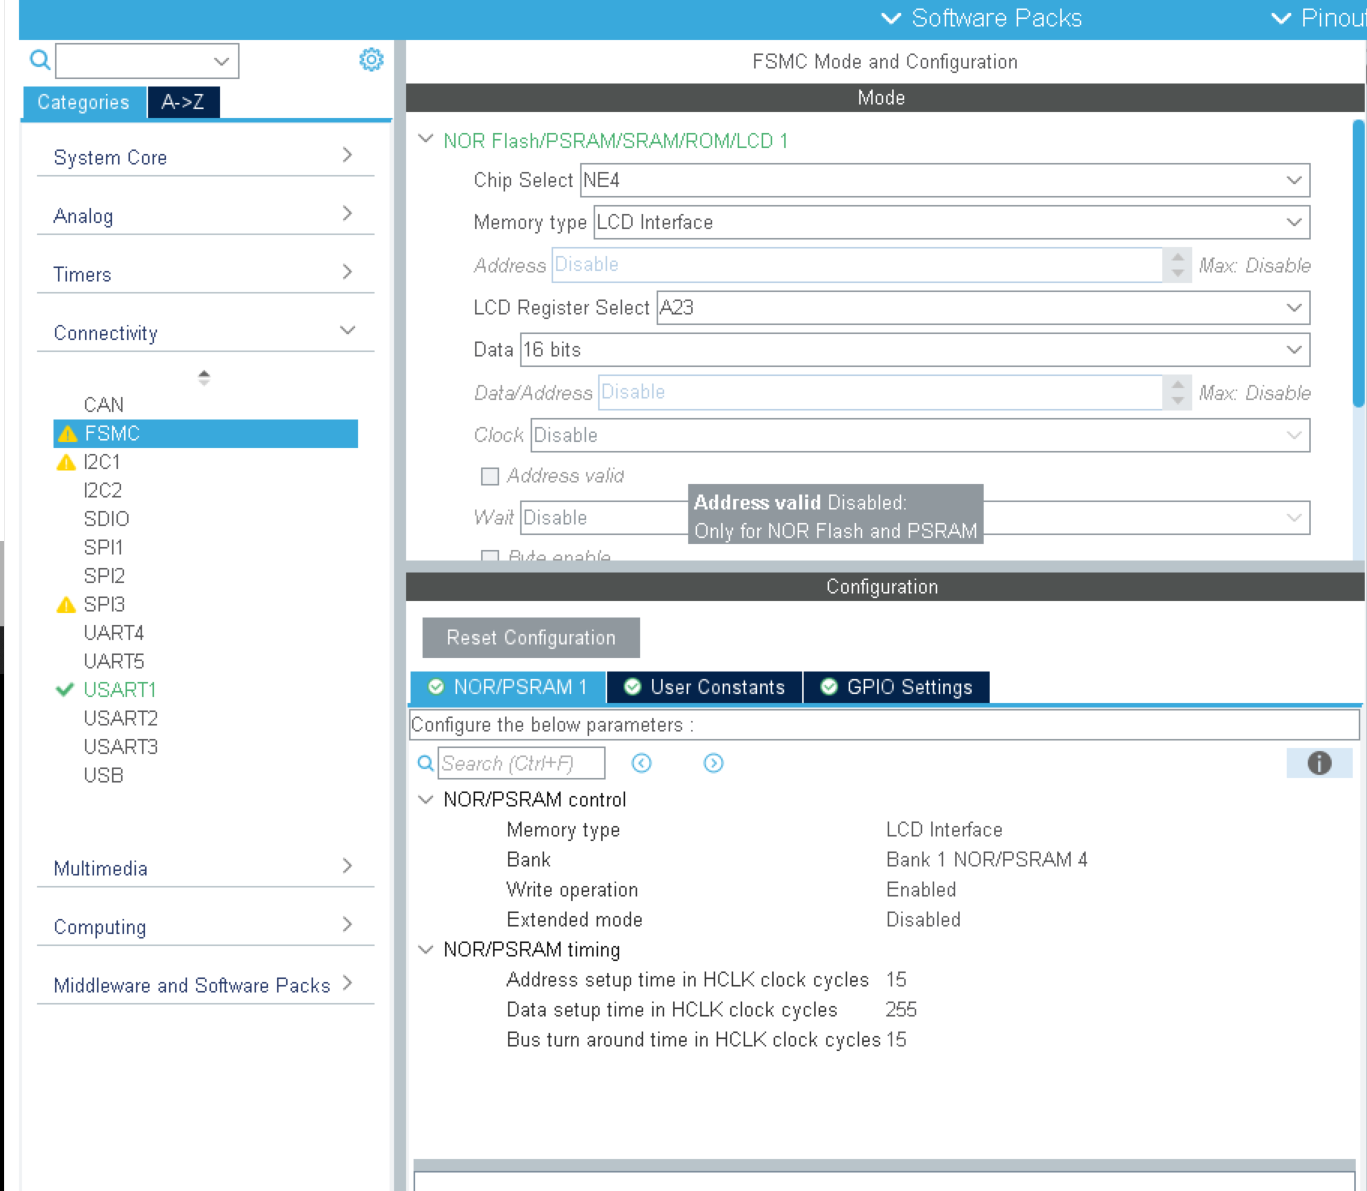 Software Packs
Pinout
FSMC Mode and Configuration
Categories
A->Z
Mode
System Core
Analog
Timers
Connectivity
CAN
FSMC
I2C1
I2C2
SDIO
SPI1
SPI2
SPI3
UART4
UART5
USART1
USART2
USART3
USB
Multimedia
Computing
Middleware and Software Packs
NOR Flash/PSRAM/SRAM/ROM/LCD 1
Chip Select NE4
Memory type LCD Interface
Address Disable Max: Disable
LCD Register Select A23
Data 16 bits
Data/Address Disable Max: Disable
Clock Disable
Address valid
Address valid Disabled:
Only for NOR Flash and PSRAM
Wait Disable
Byte enable
Configuration
Reset Configuration
NOR/PSRAM 1
User Constants
GPIO Settings
Configure the below parameters :
Search (Ctrl+F)
NOR/PSRAM control
Memory type LCD Interface
Bank Bank 1 NOR/PSRAM 4
Write operation Enabled
Extended mode Disabled
NOR/PSRAM timing
Address setup time in HCLK clock cycles 15
Data setup time in HCLK clock cycles 255
Bus turn around time in HCLK clock cycles 15